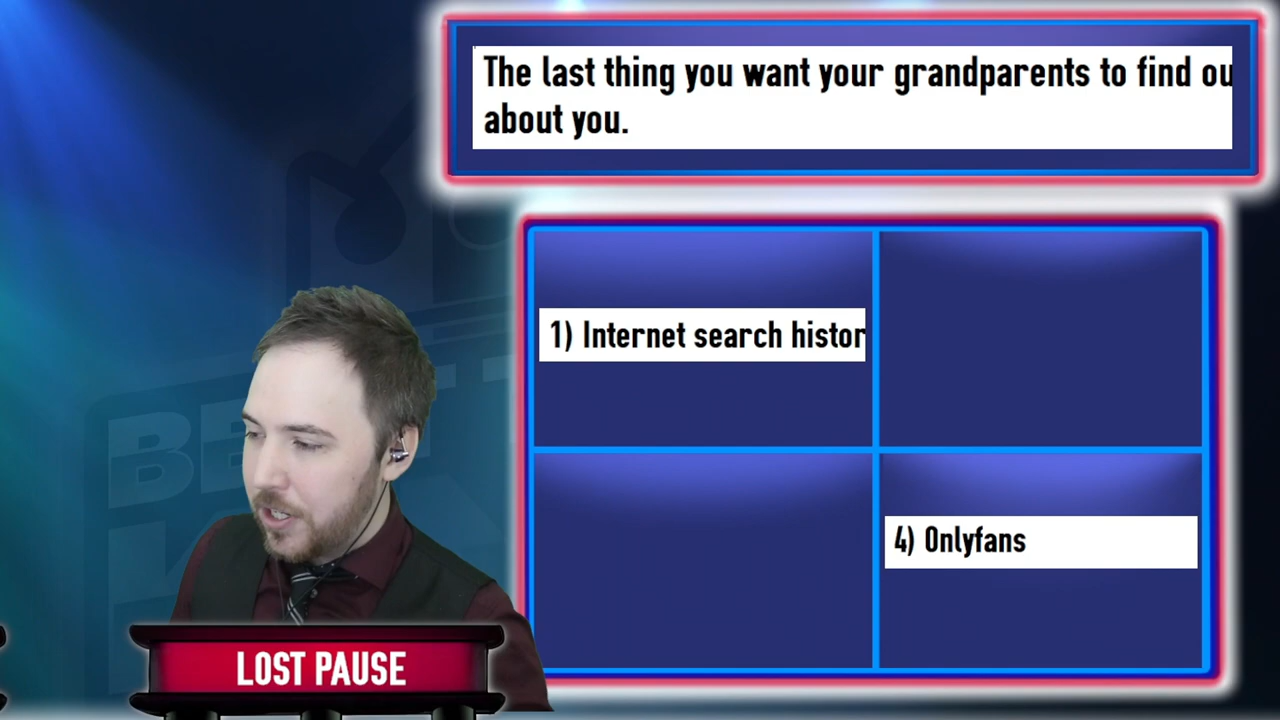 The last thing you want your grandparents to find ou
about you.
1) Internet search histor
4) Onlyfans
LOST PAUSE